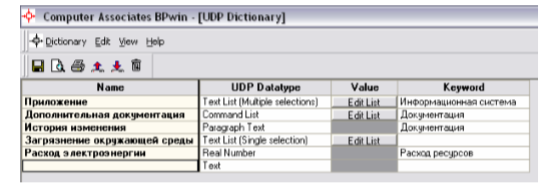 Computer Associates BPwin - [UDP Dictionary]
Dictionary Edit View Help
Name UDP Datatype Value Keyword
Приложение Text List (Multiple selections) Edit List Информационная система
Дополнительная документация Command List Edit List Документация
История изменения Paragraph Text Документация
Загрязнение окружающей среды Text List (Single selection) Edit List
Расход электроэнергии Real Number Расход ресурсов
Text